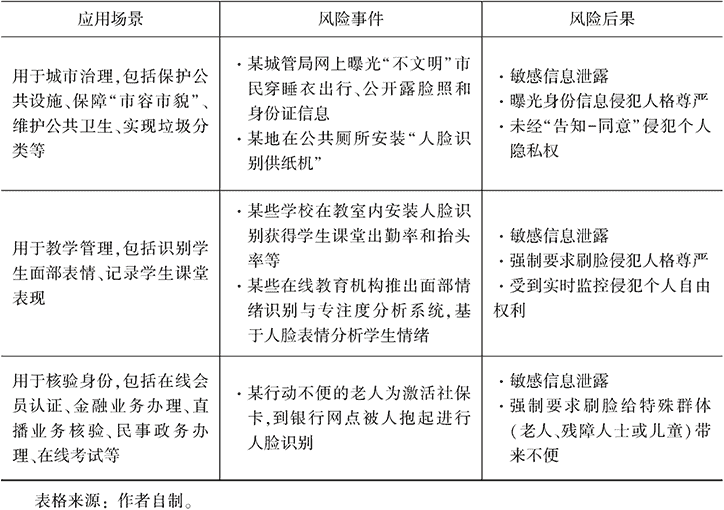 应用场景
风险事件
风险后果
用于城市治理,包括保护公
共设施、保障“市容市貌”、
维护公共卫生、实现垃圾分
类等
·某城管局网上曝光“不文明”市
民穿睡衣出行、公开露脸照和
身份证信息
·某地在公共厕所安装“人脸识
别供纸机”
·敏感信息泄露
·曝光身份信息侵犯人格尊严
·未经“告知-同意”侵犯个人
隐私权
用于教学管理,包括识别学
生面部表情、记录学生课堂
表现
·某些学校在教室内安装人脸识
别获得学生课堂出勤率和抬头
率等
·某些在线教育机构推出面部情
绪识别与专注度分析系统,基
于人脸表情分析学生情绪
·敏感信息泄露
·强制要求刷脸侵犯人格尊严
·受到实时监控侵犯个人自由
权利
用于核验身份,包括在线会
员认证、金融业务办理、直
播业务核验、民事政务办
理、在线考试等
·某行动不便的老人为激活社保
卡,到银行网点被人抱起进行
人脸识别
·敏感信息泄露
·强制要求刷脸给特殊群体
(老人、残障人士或儿童)带
来不便
表格来源:作者自制。